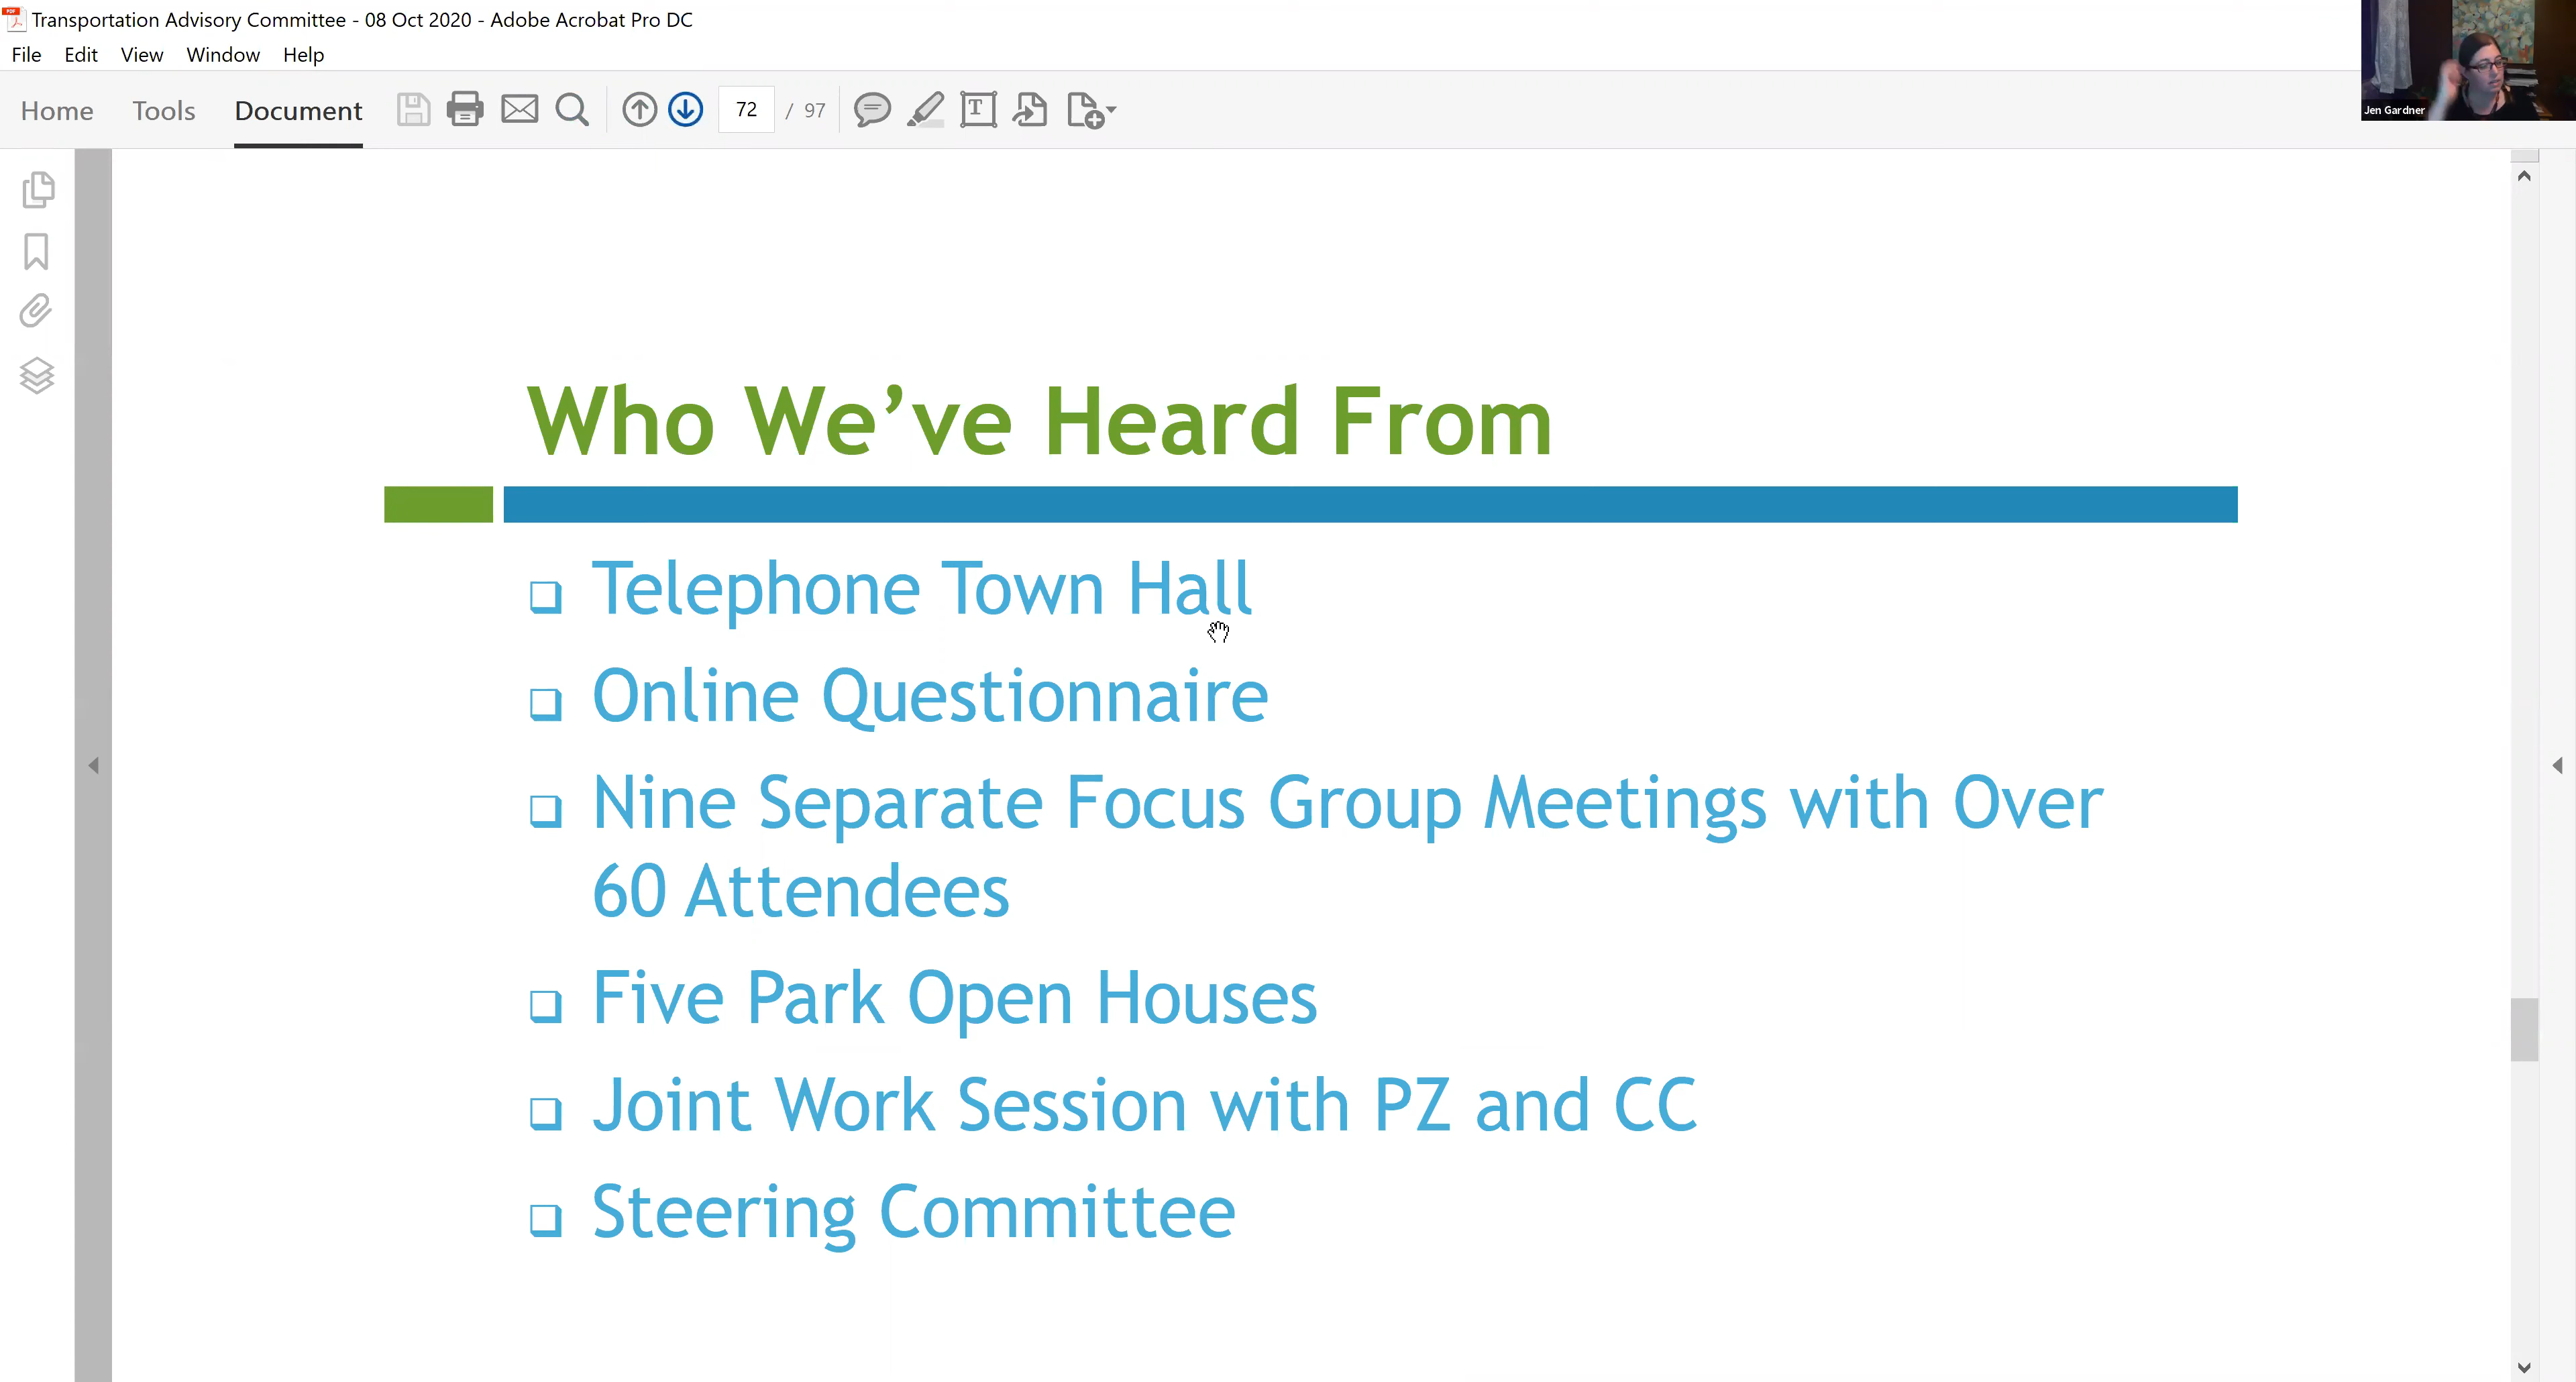 Transportation Advisory Committee - 08 Oct 2020 - Adobe Acrobat Pro DC
File Edit View Window Help
Home Tools Document 72 / 97
Jen Gardner
Who We’ve Heard From
Telephone Town Hall
Online Questionnaire
Nine Separate Focus Group Meetings with Over
60 Attendees
Five Park Open Houses
Joint Work Session with PZ and CC
Steering Committee